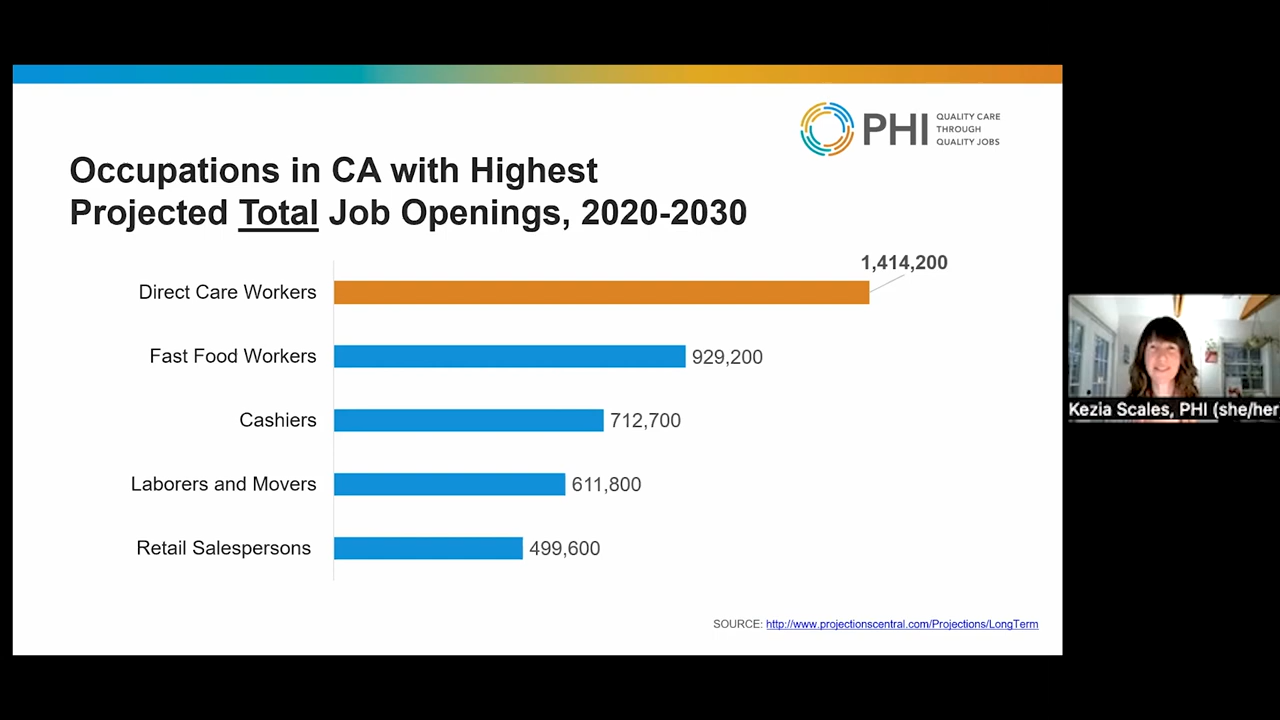 PHI
QUALITY CARE
THROUGH
QUALITY JOBS
Occupations in CA with Highest
Projected Total Job Openings, 2020-2030
1,414,200
Direct Care Workers
Fast Food Workers 929,200
Cashiers 712,700
Laborers and Movers 611,800
Retail Salespersons 499,600
SOURCE: http://www.projectionscentral.com/Projections/LongTerm
Kezia Scales, PHI (she/her